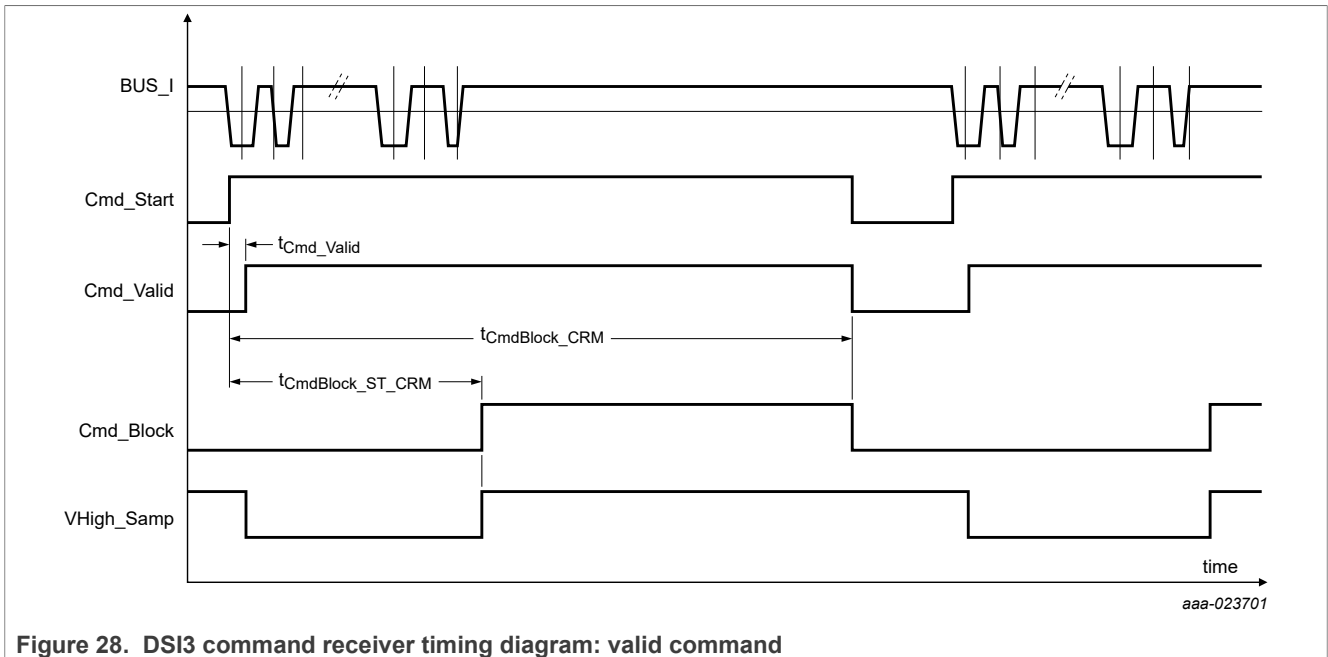 BUS_I
Cmd_Start
tCmd_Valid
Cmd_Valid
tCmdBlock_CRM
tCmdBlock_ST_CRM
Cmd_Block
VHigh_Samp
time
aaa-023701
Figure 28. DSI3 command receiver timing diagram: valid command